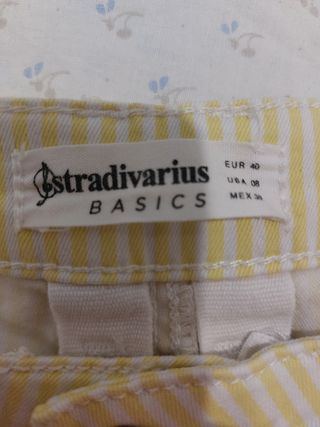 stradivarius
BASICS
EUR 40
USA 08
MEX 30